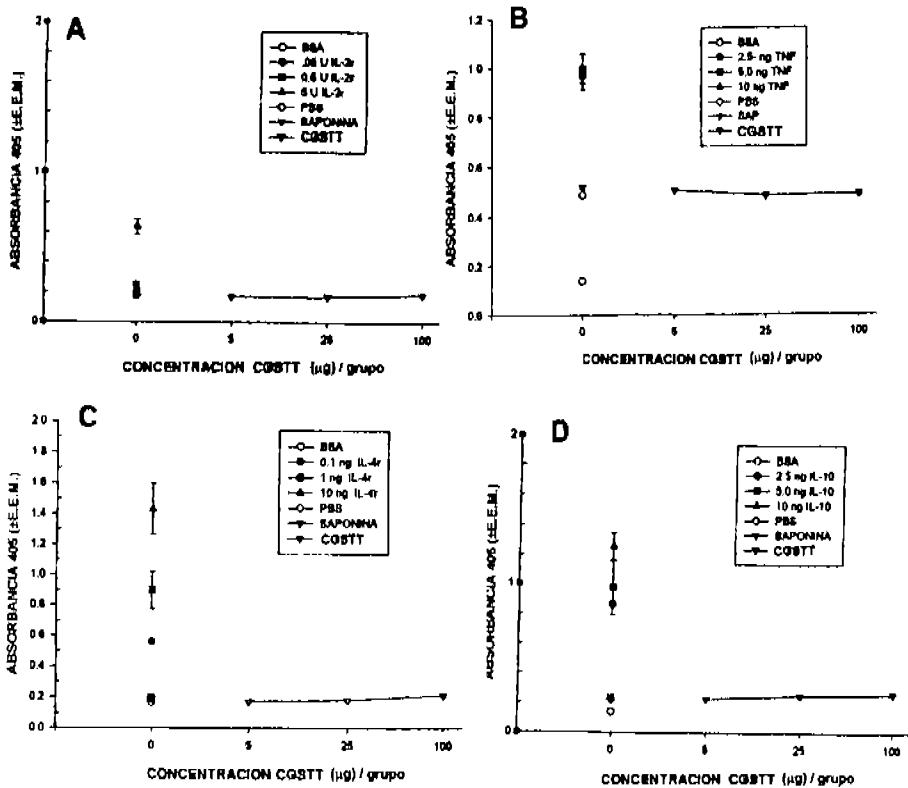 A
2
1
0
ABSORBANCIA 405 (±E.E.M.)
BSA
.06 U IL-2r
0.6 U IL-2r
6 U IL-2r
PBS
SAPONINA
CGSTT
0
5
25
100
CONCENTRACION CGSTT (µg) / grupo
B
1.2
1.0
0.8
0.6
0.4
0.2
0.0
ABSORBANCIA 405 (±E.E.M.)
BSA
2.5 ng TNF
5.0 ng TNF
10 ng TNF
PBS
SAP
CGSTT
0
5
25
100
CONCENTRACION CGSTT (µg) / grupo
C
2.0
1.8
1.6
1.4
1.2
1.0
0.8
0.6
0.4
0.2
0.0
ABSORBANCIA 405 (±E.E.M.)
BSA
0.1 ng IL-4r
1 ng IL-4r
10 ng IL-4r
PBS
SAPONINA
CGSTT
0
5
25
100
CONCENTRACION CGSTT (µg) / grupo
D
2
1
0
ABSORBANCIA 405 (±E.E.M.)
BSA
2.5 ng IL-10
5.0 ng IL-10
10 ng IL-10
PBS
SAPONINA
CGSTT
0
5
25
100
CONCENTRACION CGSTT (µg) / grupo